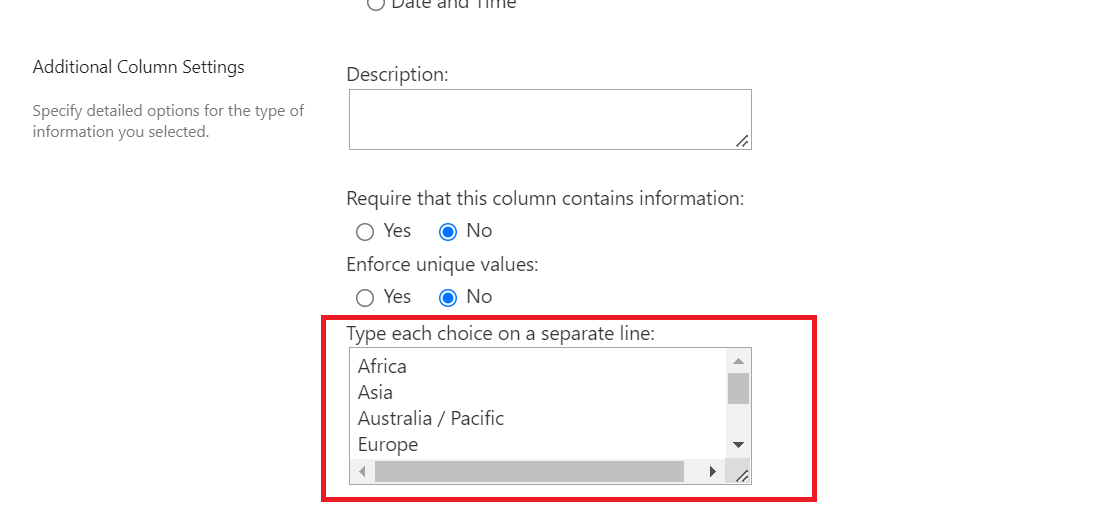 Date and Time
Additional Column Settings
Specify detailed options for the type of
information you selected.
Description:
Require that this column contains information:
Yes No
Enforce unique values:
Yes No
Type each choice on a separate line:
Africa
Asia
Australia / Pacific
Europe